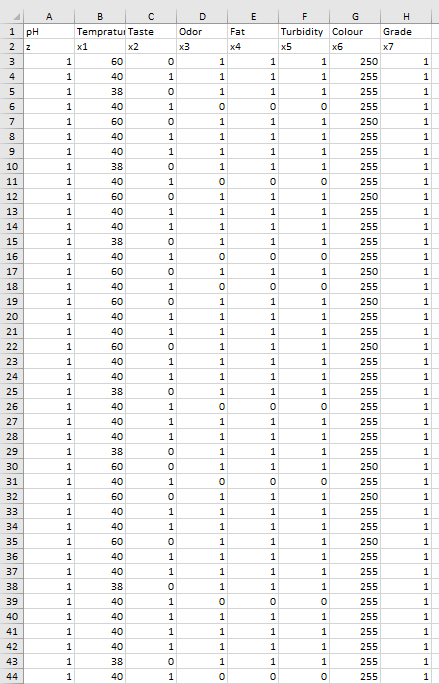 A B C D E F G H
1 pH Tempratu Taste Odor Fat Turbidity Colour Grade
2 z x1 x2 x3 x4 x5 x6 x7
3 1 60 0 1 1 1 250 1
4 1 40 1 1 1 1 255 1
5 1 38 0 1 1 1 255 1
6 1 40 1 0 0 0 255 1
7 1 60 0 1 1 1 250 1
8 1 40 1 1 1 1 255 1
9 1 40 1 1 1 1 255 1
10 1 38 0 1 1 1 255 1
11 1 40 1 0 0 0 255 1
12 1 60 0 1 1 1 250 1
13 1 40 1 1 1 1 255 1
14 1 40 1 1 1 1 255 1
15 1 38 0 1 1 1 255 1
16 1 40 1 0 0 0 255 1
17 1 60 0 1 1 1 250 1
18 1 40 1 0 0 0 255 1
19 1 60 0 1 1 1 250 1
20 1 40 1 1 1 1 255 1
21 1 40 1 1 1 1 255 1
22 1 60 0 1 1 1 250 1
23 1 40 1 1 1 1 255 1
24 1 40 1 1 1 1 255 1
25 1 38 0 1 1 1 255 1
26 1 40 1 0 0 0 255 1
27 1 40 1 1 1 1 255 1
28 1 40 1 1 1 1 255 1
29 1 38 0 1 1 1 255 1
30 1 60 0 1 1 1 250 1
31 1 40 1 0 0 0 255 1
32 1 60 0 1 1 1 250 1
33 1 40 1 1 1 1 255 1
34 1 40 1 1 1 1 255 1
35 1 60 0 1 1 1 250 1
36 1 40 1 1 1 1 255 1
37 1 40 1 1 1 1 255 1
38 1 38 0 1 1 1 255 1
39 1 40 1 0 0 0 255 1
40 1 40 1 1 1 1 255 1
41 1 40 1 1 1 1 255 1
42 1 40 1 1 1 1 255 1
43 1 38 0 1 1 1 255 1
44 1 40 1 0 0 0 255 1